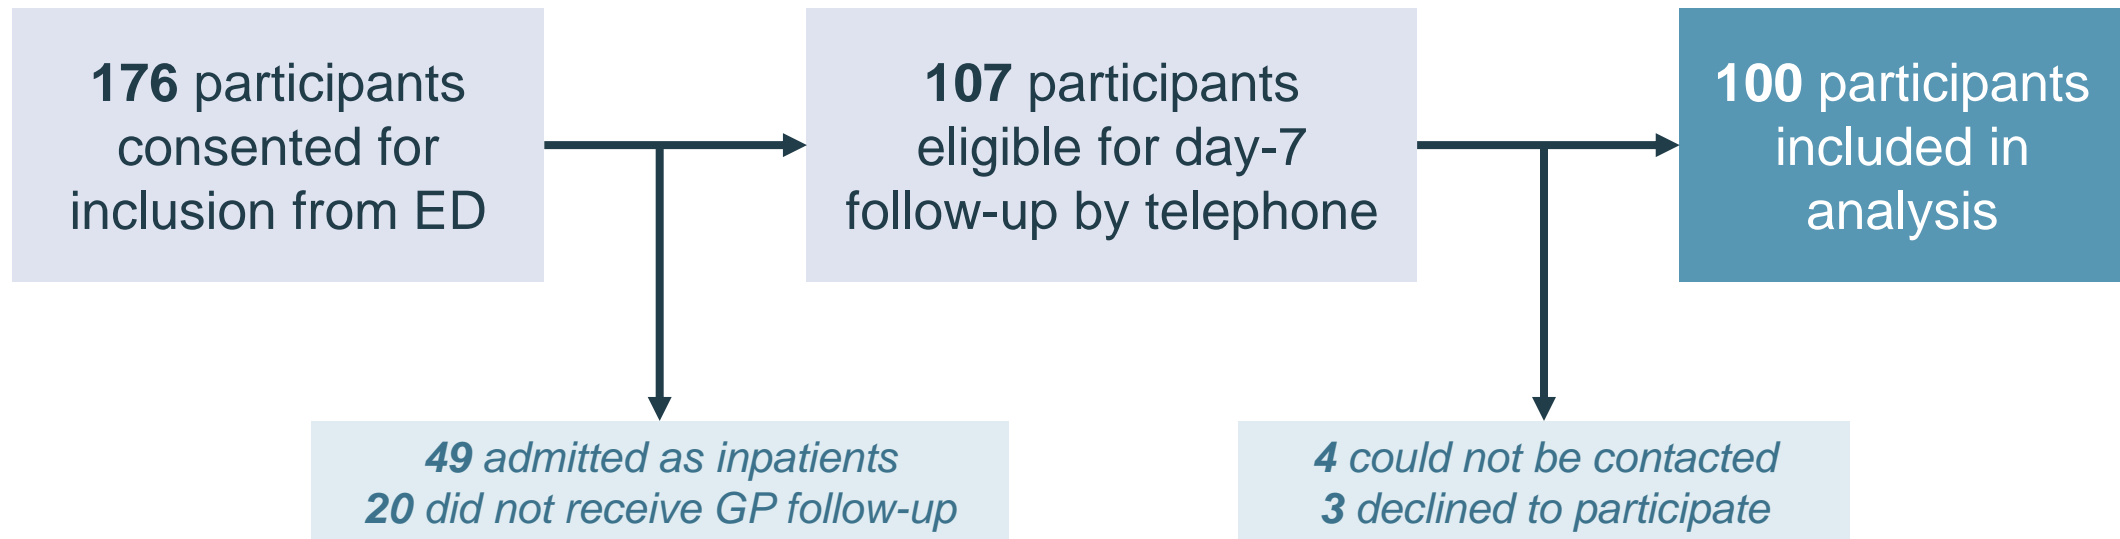 176 participants
consented for
inclusion from ED
107 participants
eligible for day-7
follow-up by telephone
100 participants
included in
analysis
49 admitted as inpatients
20 did not receive GP follow-up
4 could not be contacted
3 declined to participate